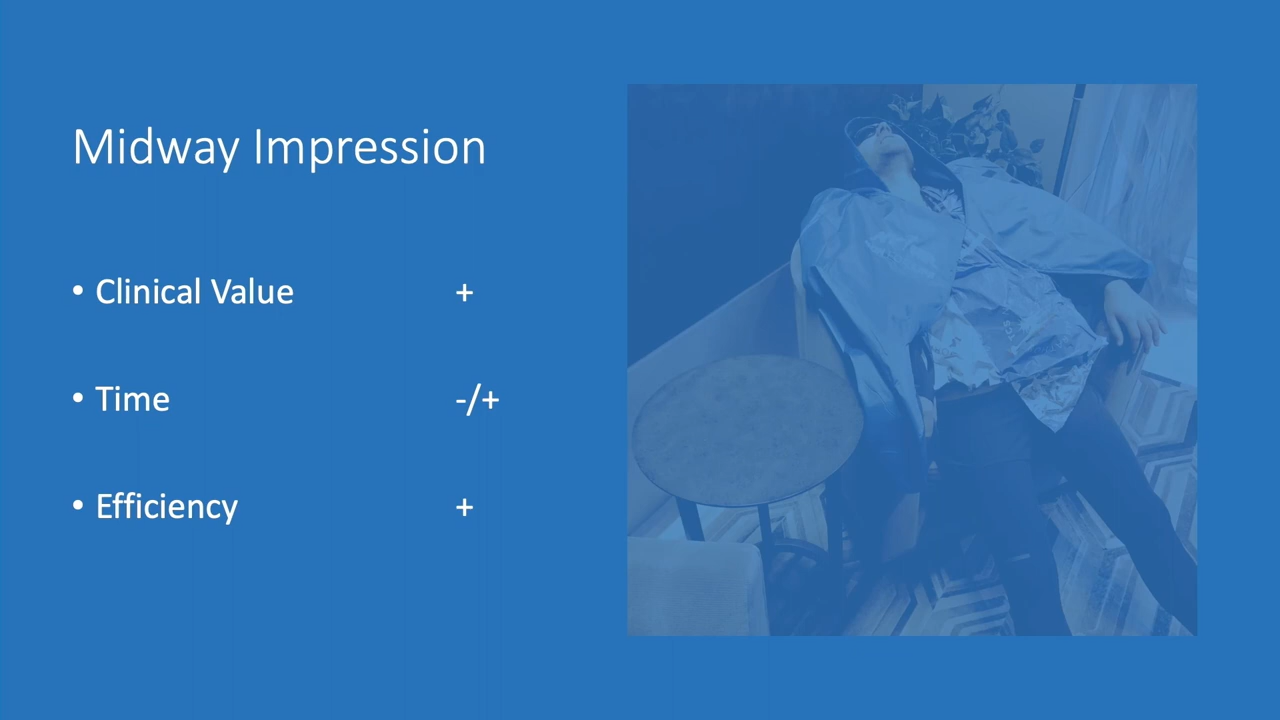 Midway Impression
• Clinical Value +
• Time -/+
• Efficiency +